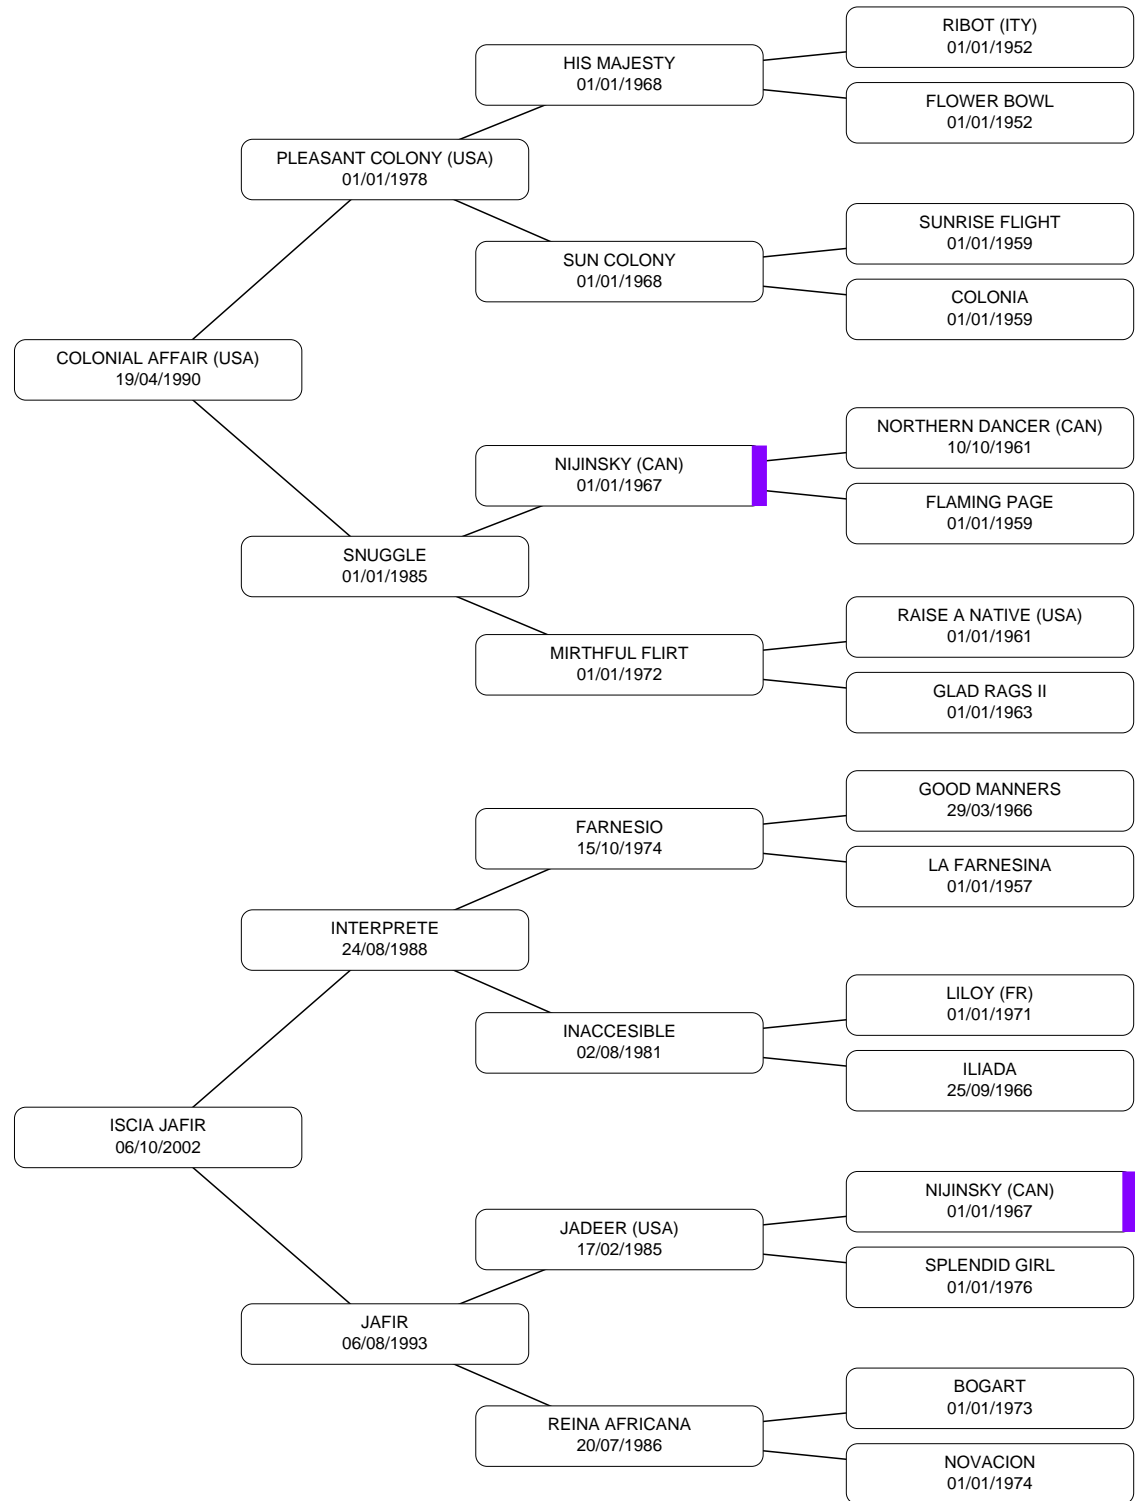 RIBOT (ITY)
01/01/1952
HIS MAJESTY
01/01/1968
FLOWER BOWL
01/01/1952
PLEASANT COLONY (USA)
01/01/1978
SUNRISE FLIGHT
01/01/1959
SUN COLONY
01/01/1968
COLONIA
01/01/1959
COLONIAL AFFAIR (USA)
19/04/1990
NORTHERN DANCER (CAN)
10/10/1961
NIJINSKY (CAN)
01/01/1967
FLAMING PAGE
01/01/1959
SNUGGLE
01/01/1985
RAISE A NATIVE (USA)
01/01/1961
MIRTHFUL FLIRT
01/01/1972
GLAD RAGS II
01/01/1963
GOOD MANNERS
29/03/1966
FARNESIO
15/10/1974
LA FARNESINA
01/01/1957
INTERPRETE
24/08/1988
LILOY (FR)
01/01/1971
INACCESIBLE
02/08/1981
ILIADA
25/09/1966
ISCIA JAFIR
06/10/2002
NIJINSKY (CAN)
01/01/1967
JADEER (USA)
17/02/1985
SPLENDID GIRL
01/01/1976
JAFIR
06/08/1993
BOGART
01/01/1973
REINA AFRICANA
20/07/1986
NOVACION
01/01/1974